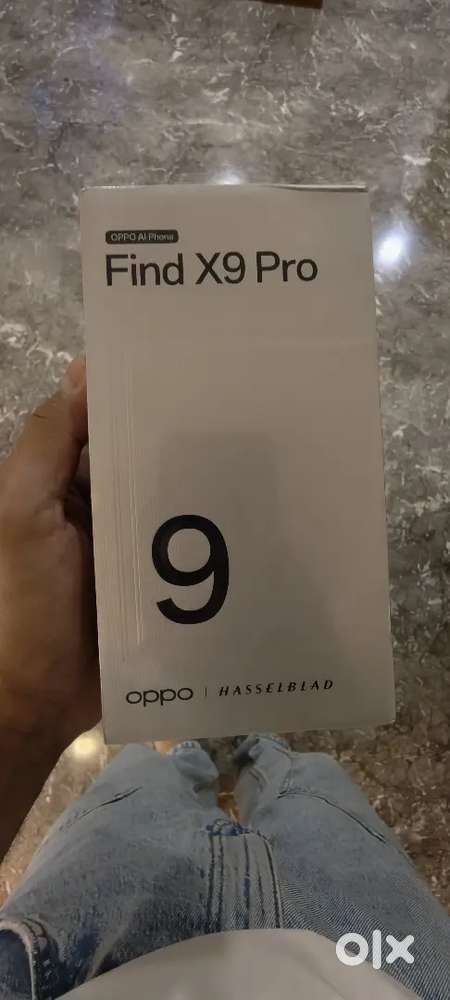 OPPO AI Phone
Find X9 Pro
9
oppo | HASSELBLAD
olx